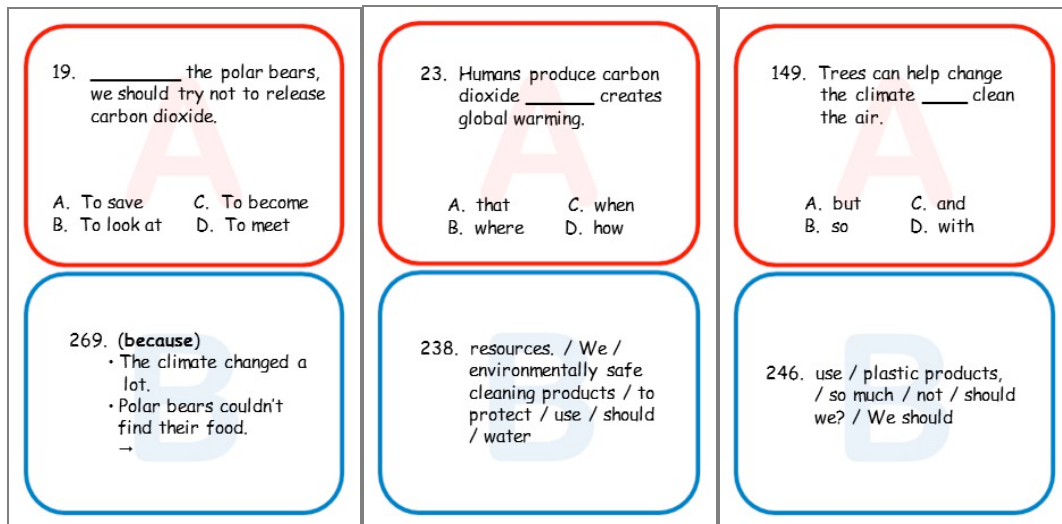 19. ________ the polar bears,
we should try not to release
carbon dioxide.
A. To save C. To become
B. To look at D. To meet
A
23. Humans produce carbon
dioxide ______ creates
global warming.
A. that C. when
B. where D. how
A
149. Trees can help change
the climate ____ clean
the air.
A. but C. and
B. so D. with
A
269. (because)
• The climate changed a
lot.
• Polar bears couldn't
find their food.
→
B
238. resources. / We /
environmentally safe
cleaning products / to
protect / use / should
/ water
B
246. use / plastic products,
/ so much / not / should
we? / We should
B